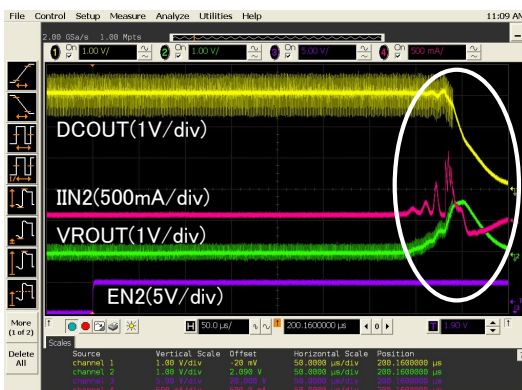 File Control Setup Measure Analyze Utilities Help 11:09 AM
2.00 GSa/s 1.00 Mpts
1 On 1.00 V/ 2 On 1.00 V/ 3 On 5.00 V/ 4 On 500 mA/
DCOUT(1V/div)
IIN2(500mA/div)
VROUT(1V/div)
EN2(5V/div)
More
(1 of 2)
Delete
All
H 50.0 µs/ 200.1600000 µs 0 T 1.90 V
Scales
Source Vertical Scale Offset Horizontal Scale Position
channel 1 1.00 V/div -20 mV 50.0000 µs/div 200.1600000 µs
channel 2 1.00 V/div 2.090 V 50.0000 µs/div 200.1600000 µs